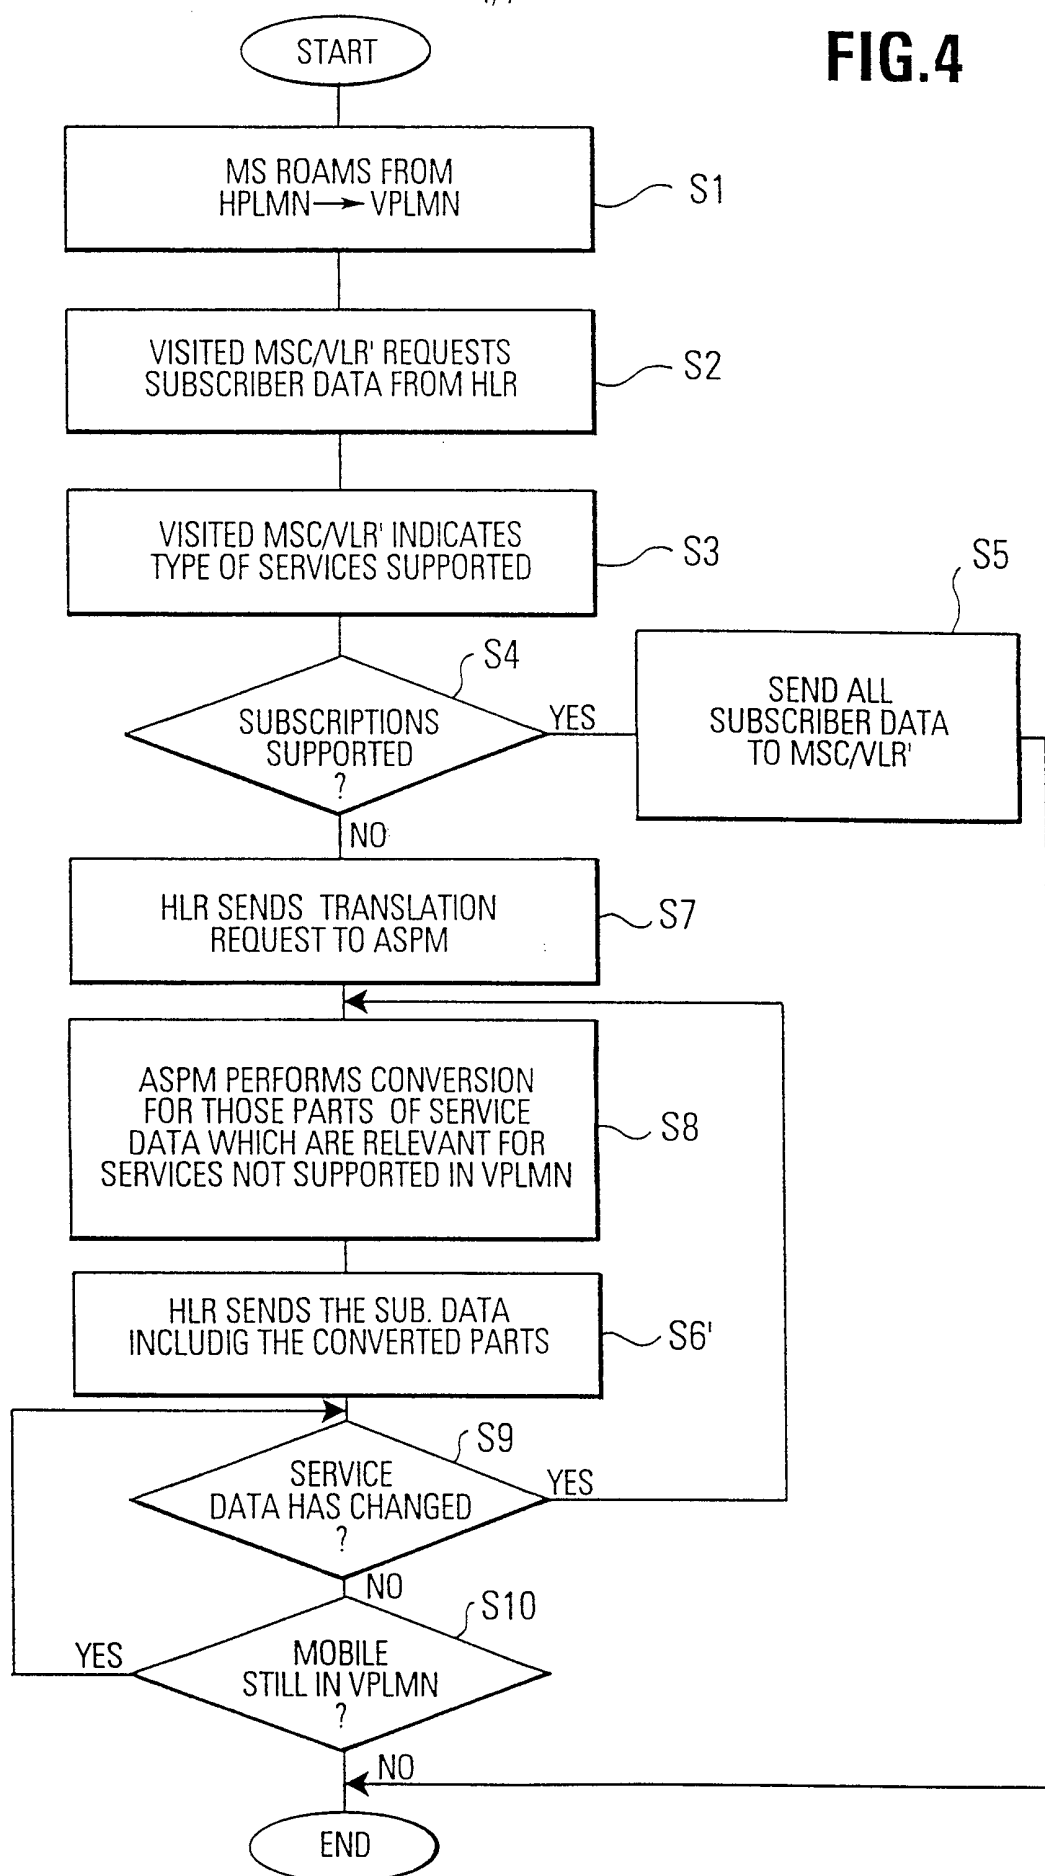 START
FIG.4
MS ROAMS FROM
HPLMN → VPLMN
S1
VISITED MSC/VLR' REQUESTS
SUBSCRIBER DATA FROM HLR
S2
VISITED MSC/VLR' INDICATES
TYPE OF SERVICES SUPPORTED
S3
S4
SUBSCRIPTIONS
SUPPORTED
?
YES
NO
S5
SEND ALL
SUBSCRIBER DATA
TO MSC/VLR'
HLR SENDS TRANSLATION
REQUEST TO ASPM
S7
ASPM PERFORMS CONVERSION
FOR THOSE PARTS OF SERVICE
DATA WHICH ARE RELEVANT FOR
SERVICES NOT SUPPORTED IN VPLMN
S8
HLR SENDS THE SUB. DATA
INCLUDIG THE CONVERTED PARTS
S6'
S9
SERVICE
DATA HAS CHANGED
?
YES
NO
S10
YES
MOBILE
STILL IN VPLMN
?
NO
END